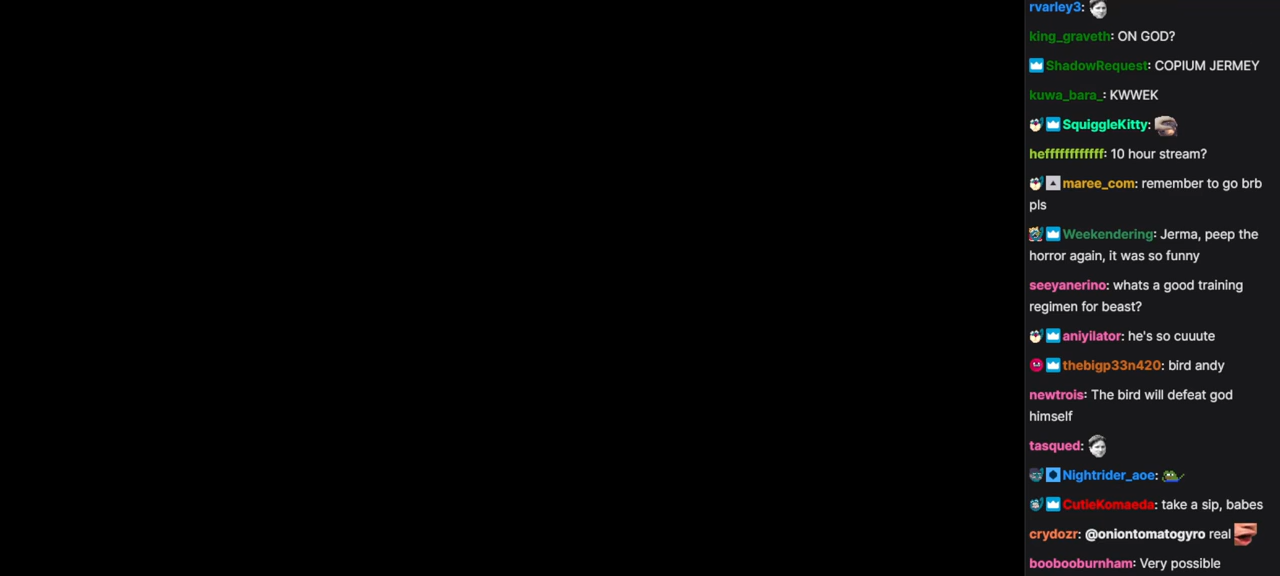 rvarley3:
king_graveth: ON GOD?
ShadowRequest: COPIUM JERMEY
kuwa_bara_: KWWEK
SquiggleKitty:
heffffffffffff: 10 hour stream?
maree_com: remember to go brb
pls
Weekendering: Jerma, peep the
horror again, it was so funny
seeyanerino: whats a good training
regimen for beast?
aniyilator: he's so cuuute
thebigp33n420: bird andy
newtrois: The bird will defeat god
himself
tasqued:
Nightrider_aoe:
CutieKomaeda: take a sip, babes
crydozr: @oniontomatogyro real
boobooburnham: Very possible